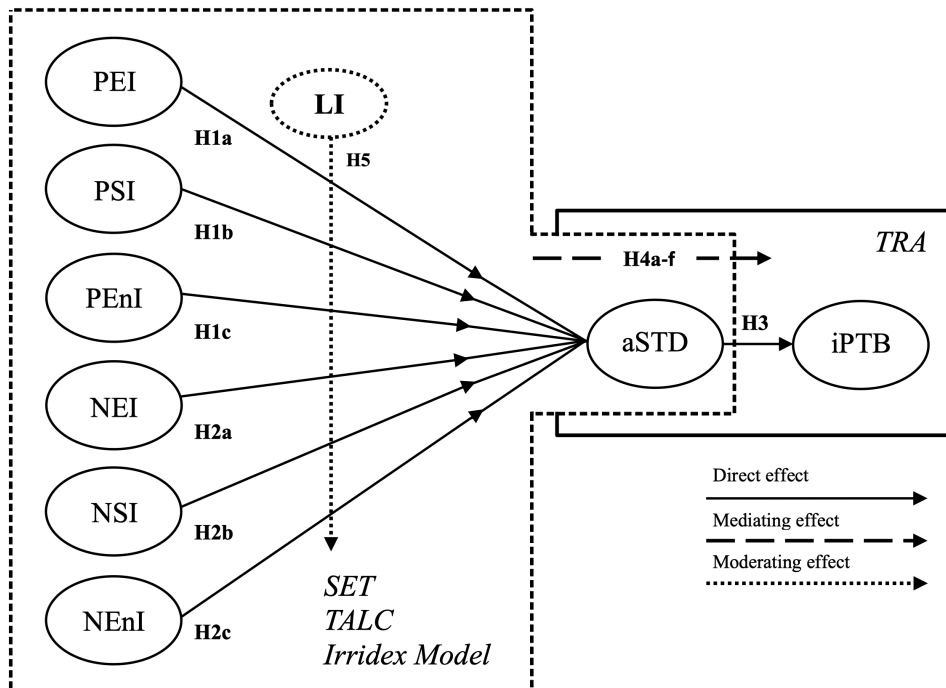 PEI
LI
H1a
H5
PSI
H1b
TRA
H4a-f
PEnI
H1c
H3
aSTD
iPTB
NEI
H2a
Direct effect
NSI
Mediating effect
H2b
Moderating effect
SET
NEnI
TALC
H2c
Irridex Model